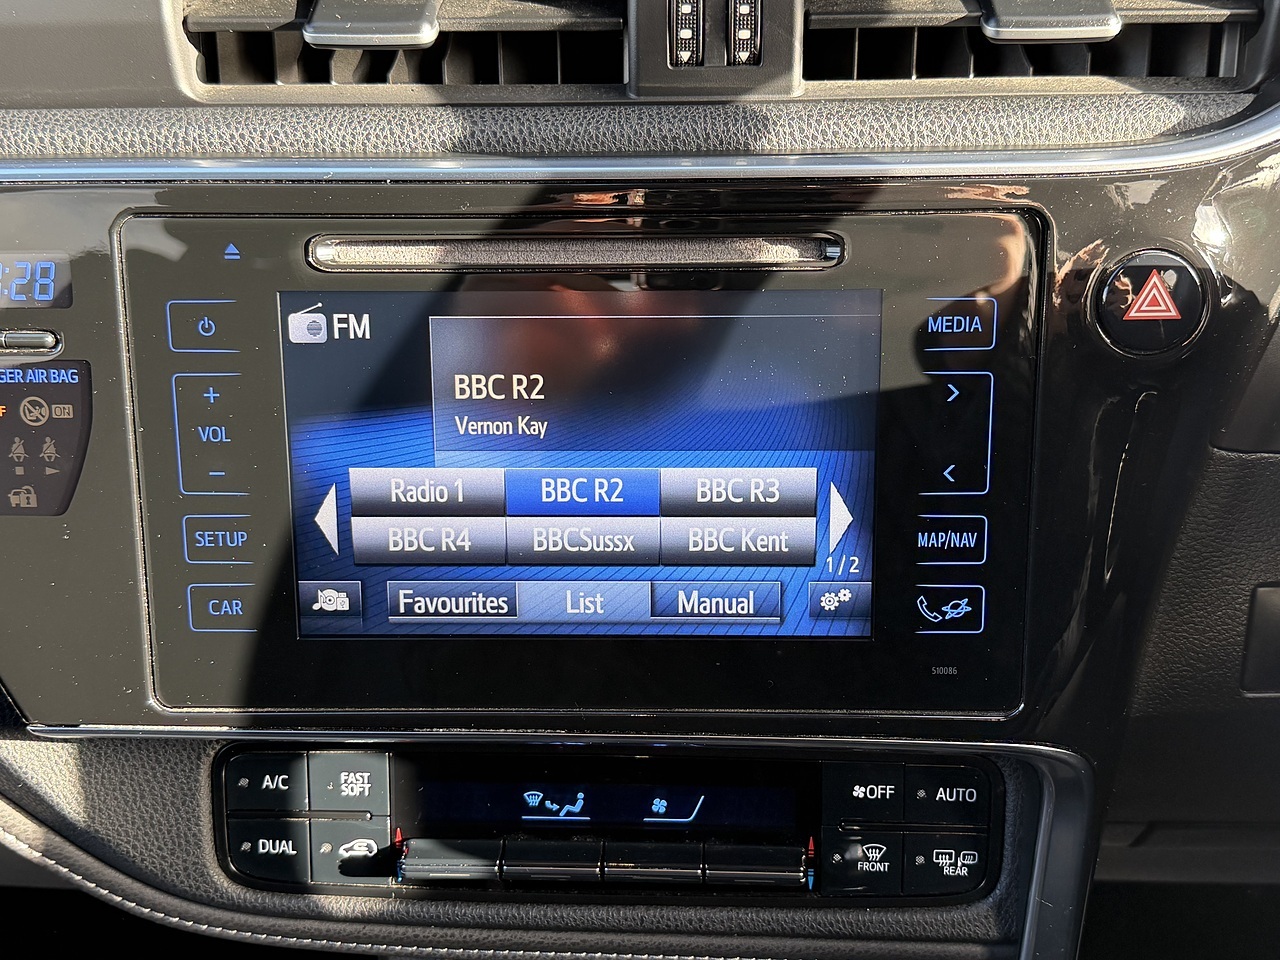 :28
GER AIR BAG
F
ON
VOL
SETUP
CAR
FM
BBC R2
Vernon Kay
Radio 1
BBC R2
BBC R3
BBC R4
BBCSussx
BBC Kent
1/2
Favourites
List
Manual
MEDIA
MAP/NAV
510086
A/C
FAST
SOFT
DUAL
OFF
AUTO
FRONT
REAR